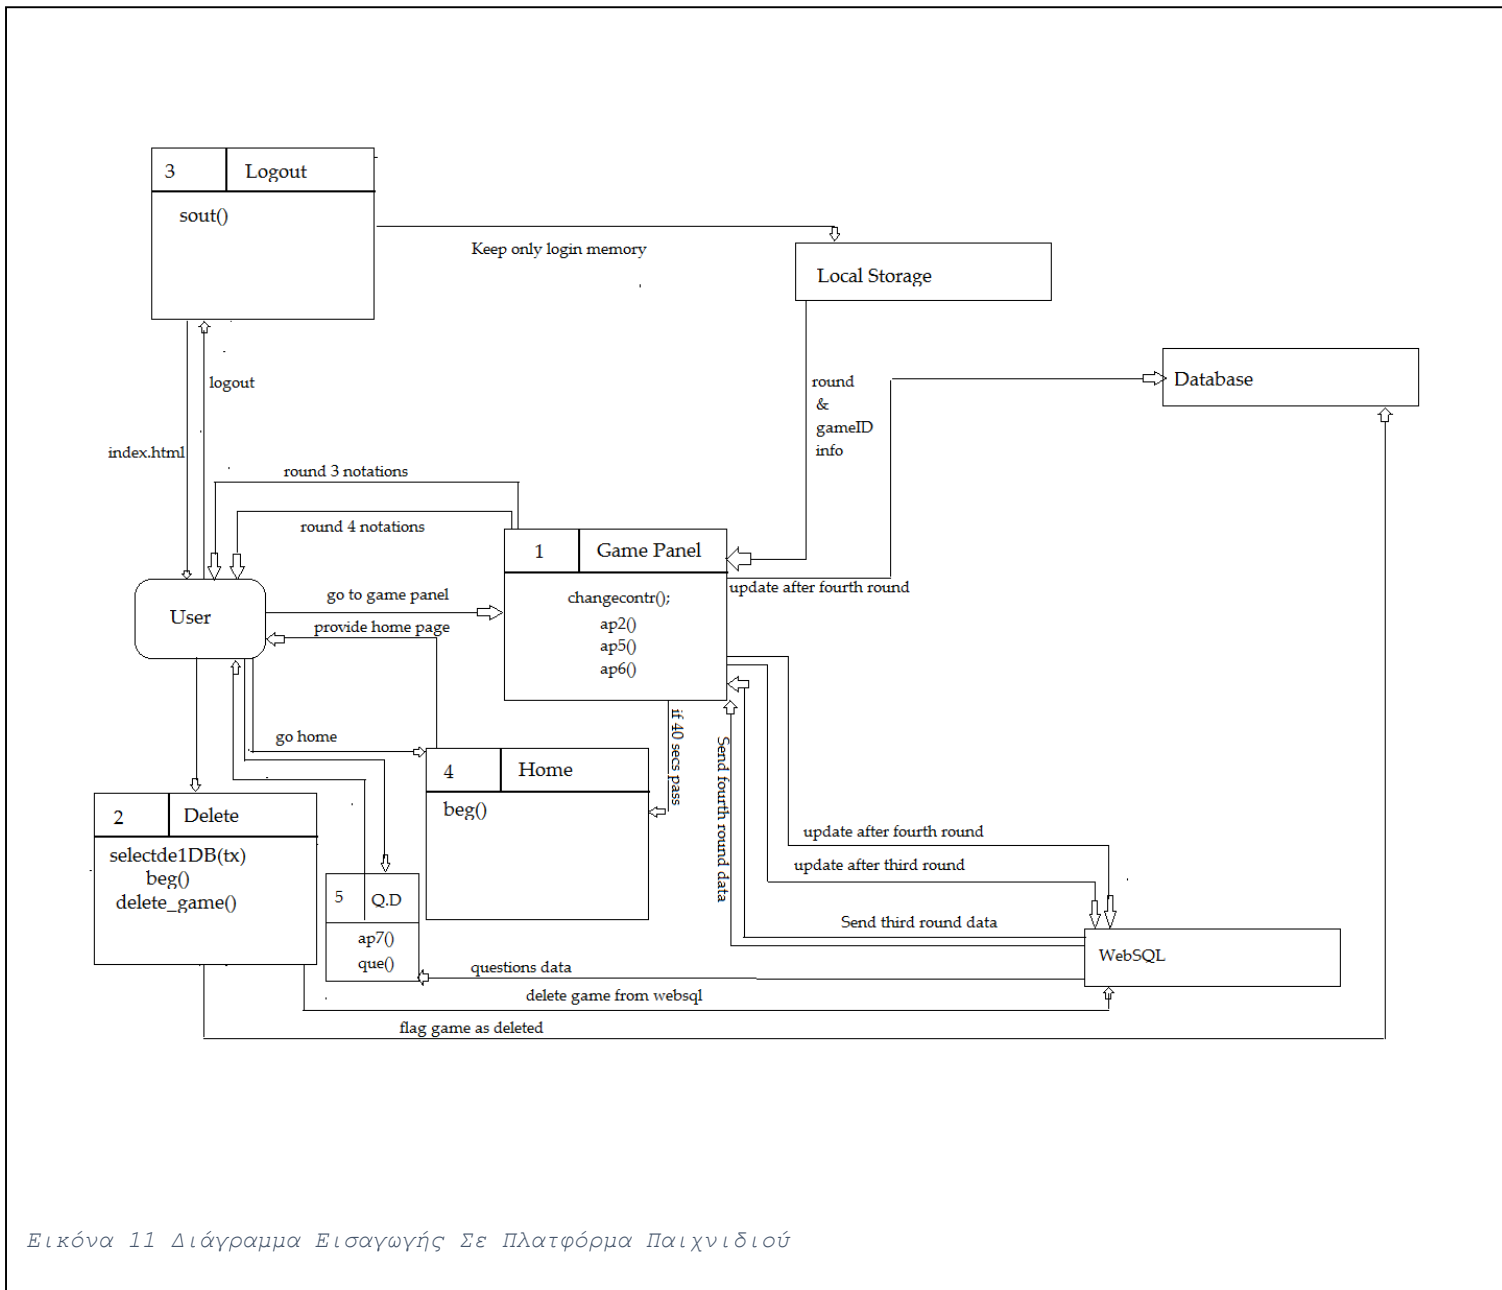 3 Logout
sout()
Keep only login memory
Local Storage
round
&
gameID
info
Database
logout
index.html
round 3 notations
round 4 notations
1 Game Panel
changecontr();
ap2()
ap5()
ap6()
update after fourth round
User
go to game panel
provide home page
if 40 secs pass
Send fourth round data
go home
4 Home
beg()
2 Delete
selectde1DB(tx)
beg()
delete_game()
5 Q.D
ap7()
que()
update after fourth round
update after third round
Send third round data
WebSQL
questions data
delete game from websql
flag game as deleted
Εικόνα 11 Διάγραμμα Εισαγωγής Σε Πλατφόρμα Παιχνιδιού